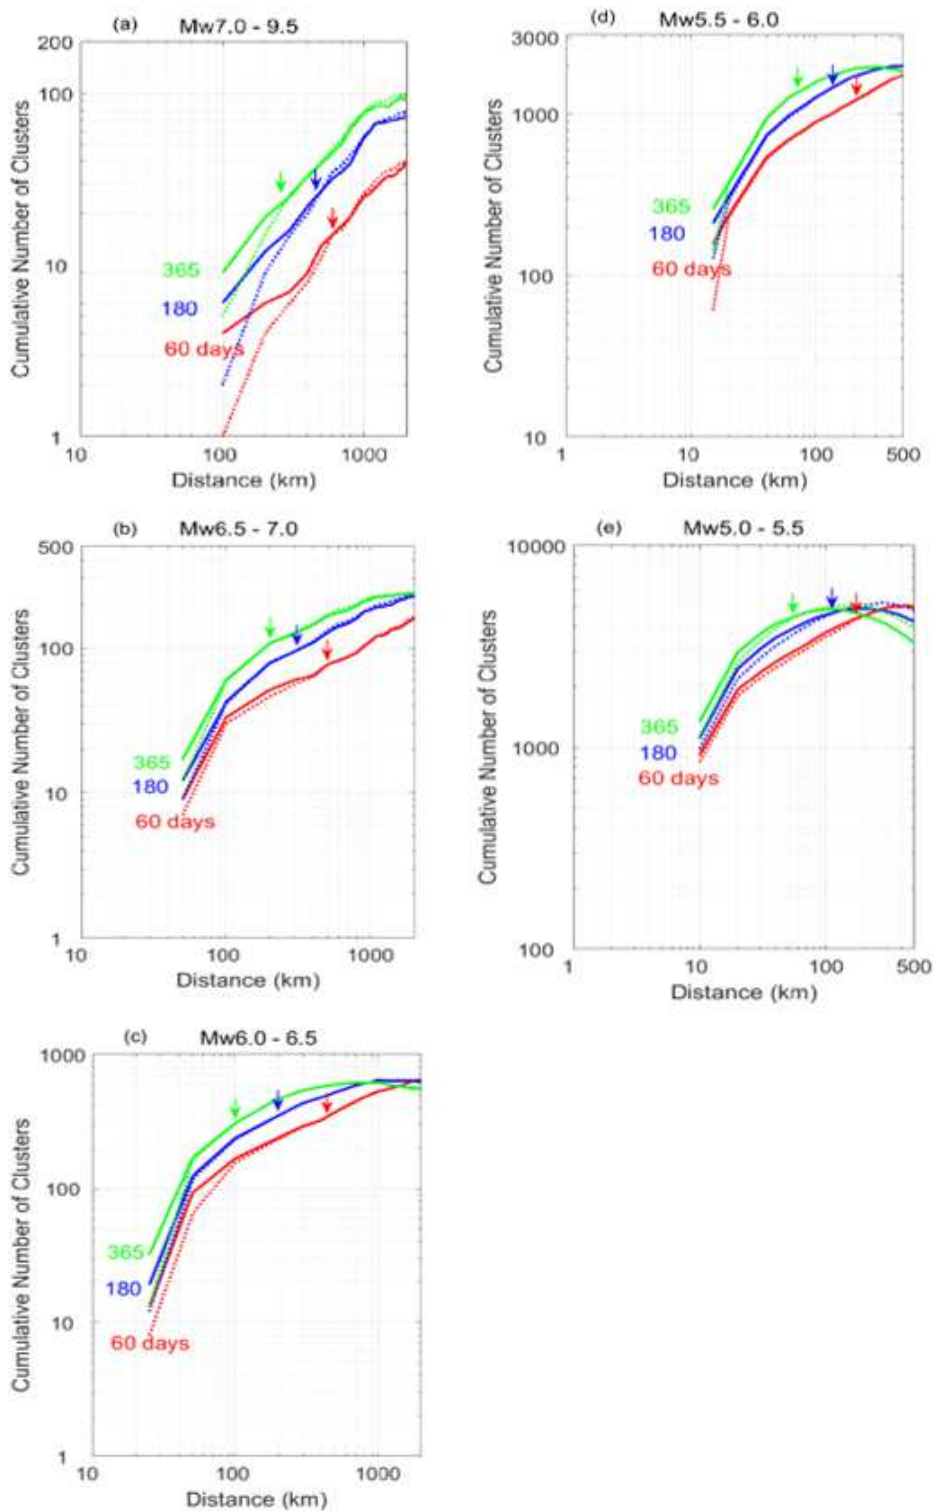 (a) Mw7.0 - 9.5
200
100
10
1
Cumulative Number of Clusters
365
180
60 days
10 100 1000
Distance (km)
(d) Mw5.5 - 6.0
3000
1000
100
10
Cumulative Number of Clusters
365
180
60 days
1 10 100 500
Distance (km)
(b) Mw6.5 - 7.0
500
100
10
1
Cumulative Number of Clusters
365
180
60 days
10 100 1000
Distance (km)
(e) Mw5.0 - 5.5
10000
1000
100
Cumulative Number of Clusters
365
180
60 days
1 10 100 500
Distance (km)
(c) Mw6.0 - 6.5
1000
100
10
1
Cumulative Number of Clusters
365
180
60 days
10 100 1000
Distance (km)